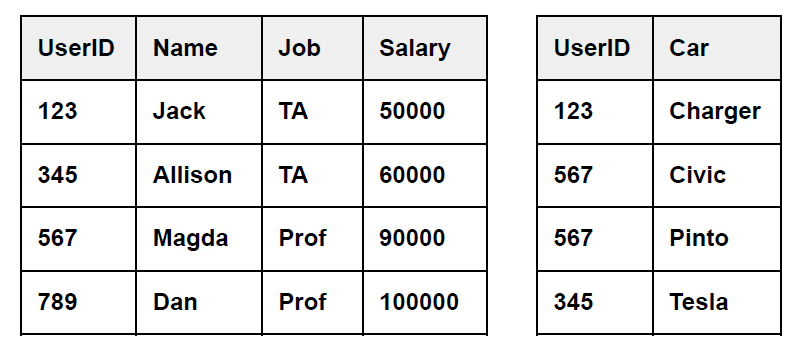 UserID Name Job Salary
123 Jack TA 50000
345 Allison TA 60000
567 Magda Prof 90000
789 Dan Prof 100000
UserID Car
123 Charger
567 Civic
567 Pinto
345 Tesla